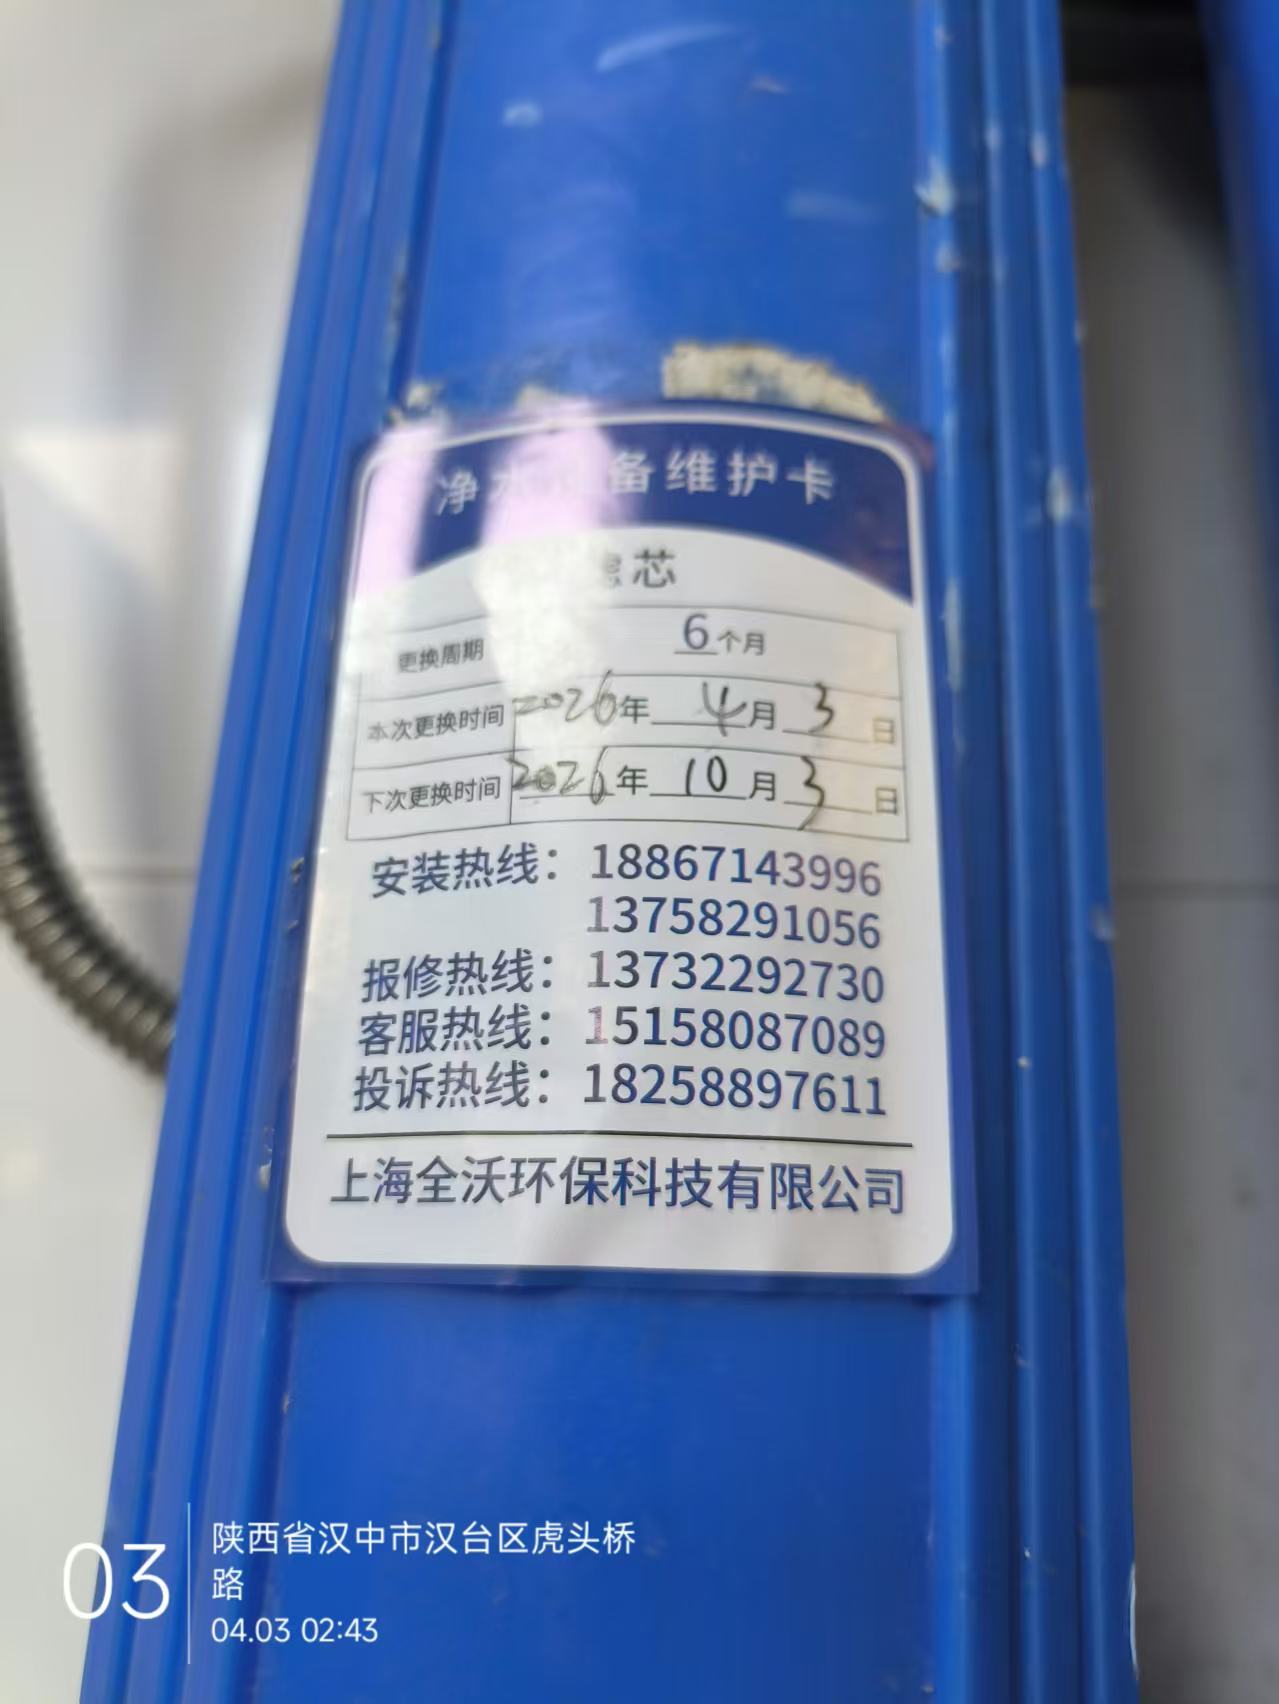 净水设备维护卡
滤芯
更换周期 6个月
本次更换时间 2026年 4月 3日
下次更换时间 2026年 10月 3日
安装热线：18867143996
13758291056
报修热线：13732292730
客服热线：15158087089
投诉热线：18258897611
上海全沃环保科技有限公司
03
陕西省汉中市汉台区虎头桥
路
04.03 02:43